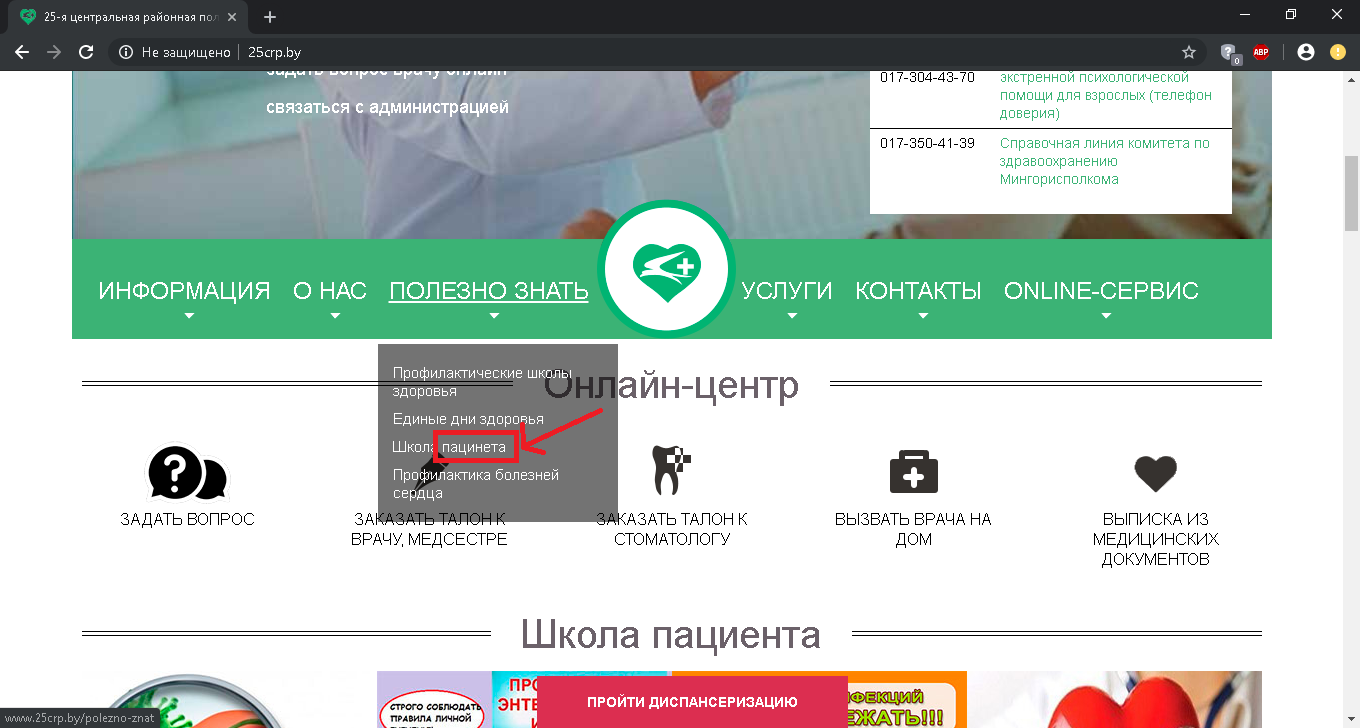 25-я центральная районная пол
Не защищено
25crp.by
0
ABP
задать вопрос врачу онлайн
связаться с администрацией
017-304-43-70
экстренной психологической
помощи для взрослых (телефон
доверия)
017-350-41-39
Справочная линия комитета по
здравоохранению
Мингорисполкома
ИНФОРМАЦИЯ
О НАС
ПОЛЕЗНО ЗНАТЬ
УСЛУГИ
КОНТАКТЫ
ONLINE-СЕРВИС
Профилактические школы
здоровья
Единые дни здоровья
Школа пацинета
Профилактика болезней
сердца
Онлайн-центр
ЗАДАТЬ ВОПРОС
ЗАКАЗАТЬ ТАЛОН К
ВРАЧУ, МЕДСЕСТРЕ
ЗАКАЗАТЬ ТАЛОН К
СТОМАТОЛОГУ
ВЫЗВАТЬ ВРАЧА НА
ДОМ
ВЫПИСКА ИЗ
МЕДИЦИНСКИХ
ДОКУМЕНТОВ
Школа пациента
СТРОГО СОБЛЮДАТЬ
ПРАВИЛА ЛИЧНОЙ
ПРО
ЭНТЕ
ПРОЙТИ ДИСПАНСЕРИЗАЦИЮ
ФЕКЦИЙ
ЕЖАТЬ!!!
www.25crp.by/polezno-znat